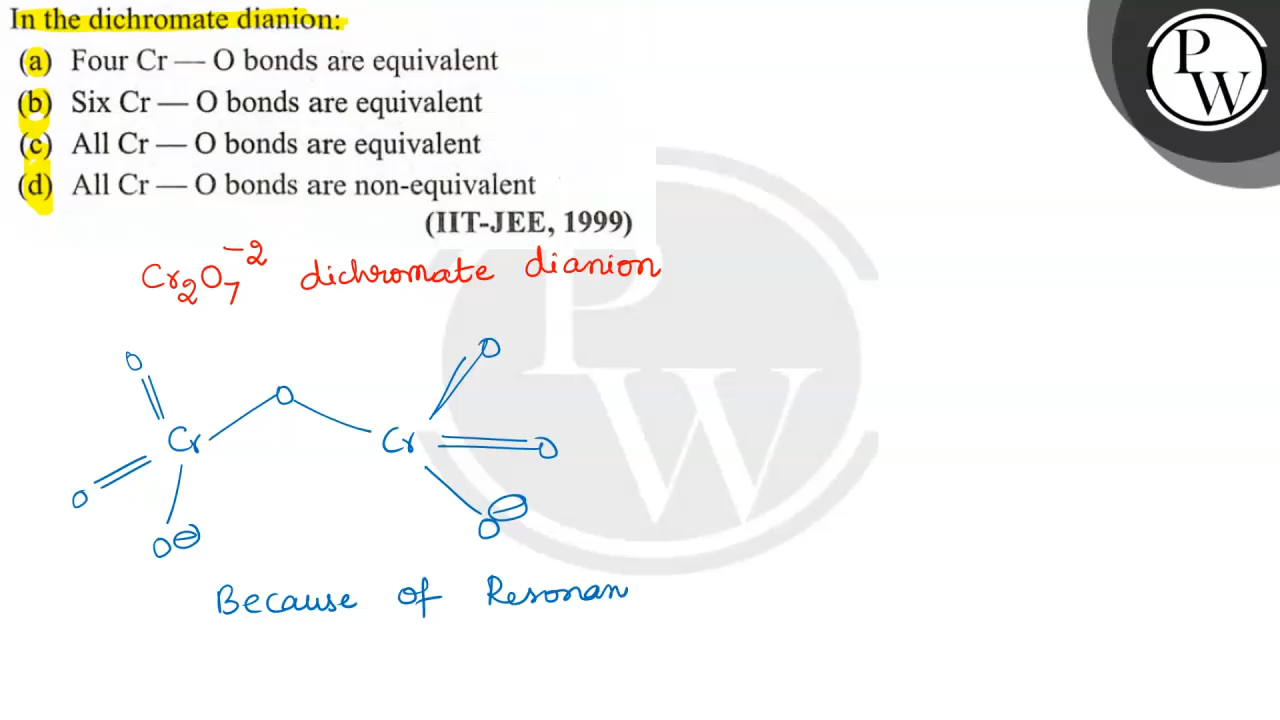 In the dichromate dianion:
(a) Four Cr — O bonds are equivalent
(b) Six Cr — O bonds are equivalent
(c) All Cr — O bonds are equivalent
(d) All Cr — O bonds are non-equivalent
(IIT-JEE, 1999)
Cr2O7^-2 dichromate dianion
O O
O
Cr Cr O
O
O⊖ O⊖
Because of Resonan
P W
P W